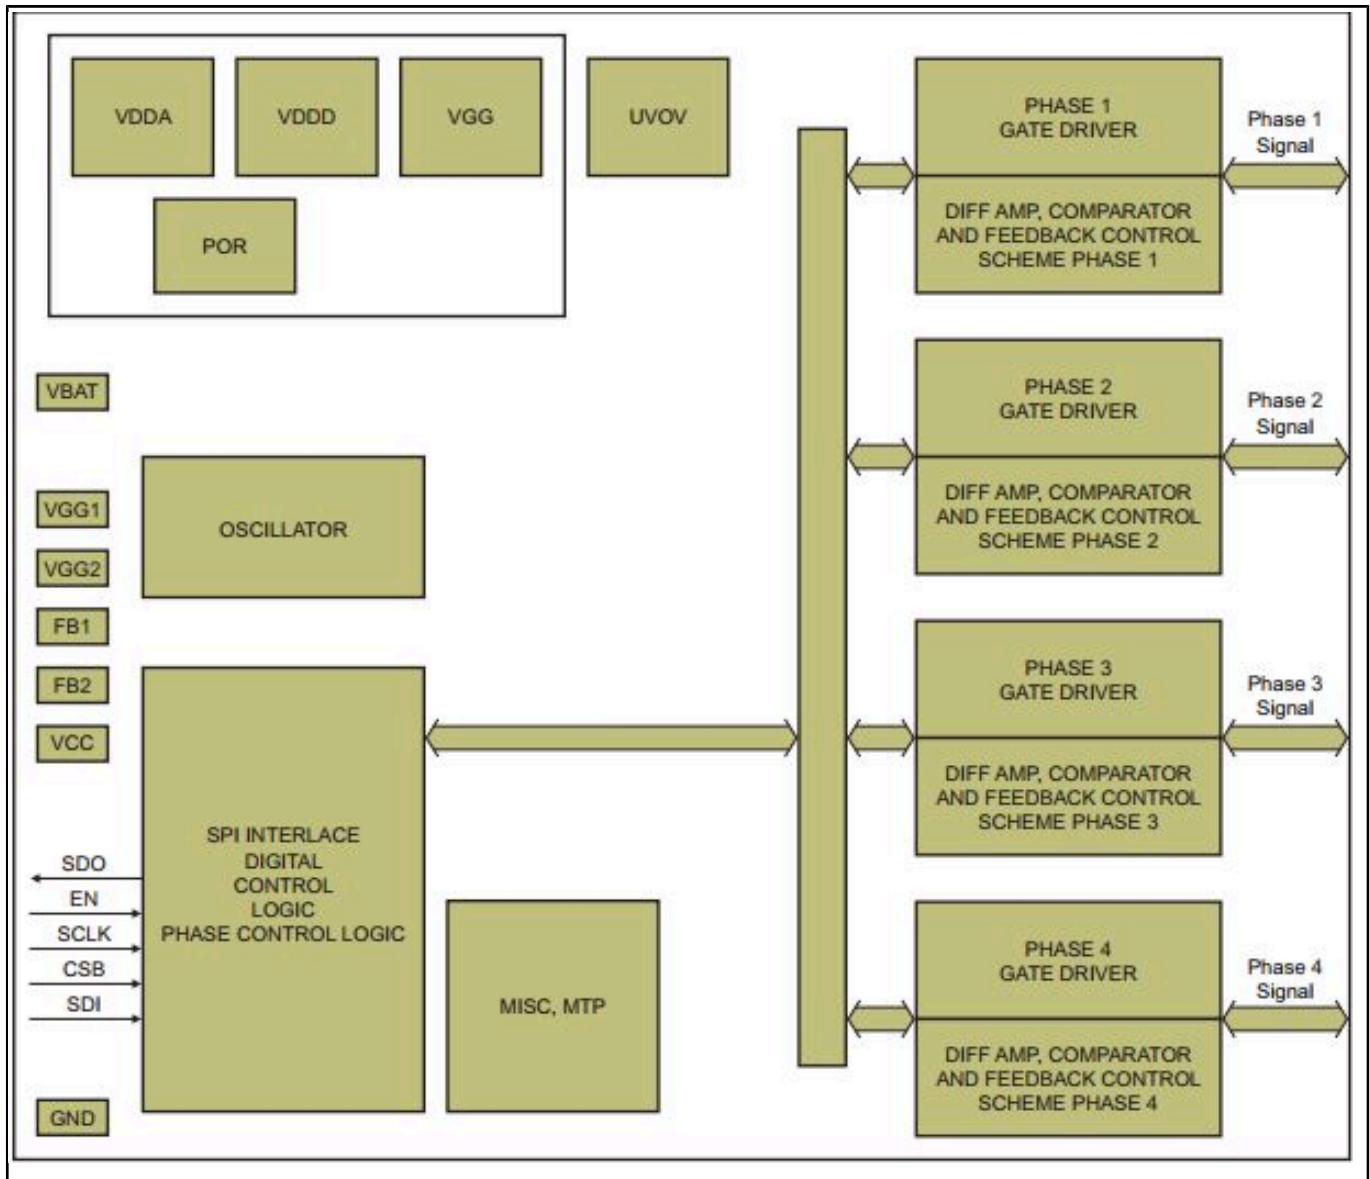 VDDA
VDDD
VGG
UVOV
POR
VBAT
VGG1
VGG2
FB1
FB2
VCC
OSCILLATOR
SPI INTERLACE
DIGITAL
CONTROL
LOGIC
PHASE CONTROL LOGIC
SDO
EN
SCLK
CSB
SDI
GND
MISC, MTP
PHASE 1
GATE DRIVER
DIFF AMP, COMPARATOR
AND FEEDBACK CONTROL
SCHEME PHASE 1
Phase 1
Signal
PHASE 2
GATE DRIVER
DIFF AMP, COMPARATOR
AND FEEDBACK CONTROL
SCHEME PHASE 2
Phase 2
Signal
PHASE 3
GATE DRIVER
DIFF AMP, COMPARATOR
AND FEEDBACK CONTROL
SCHEME PHASE 3
Phase 3
Signal
PHASE 4
GATE DRIVER
DIFF AMP, COMPARATOR
AND FEEDBACK CONTROL
SCHEME PHASE 4
Phase 4
Signal